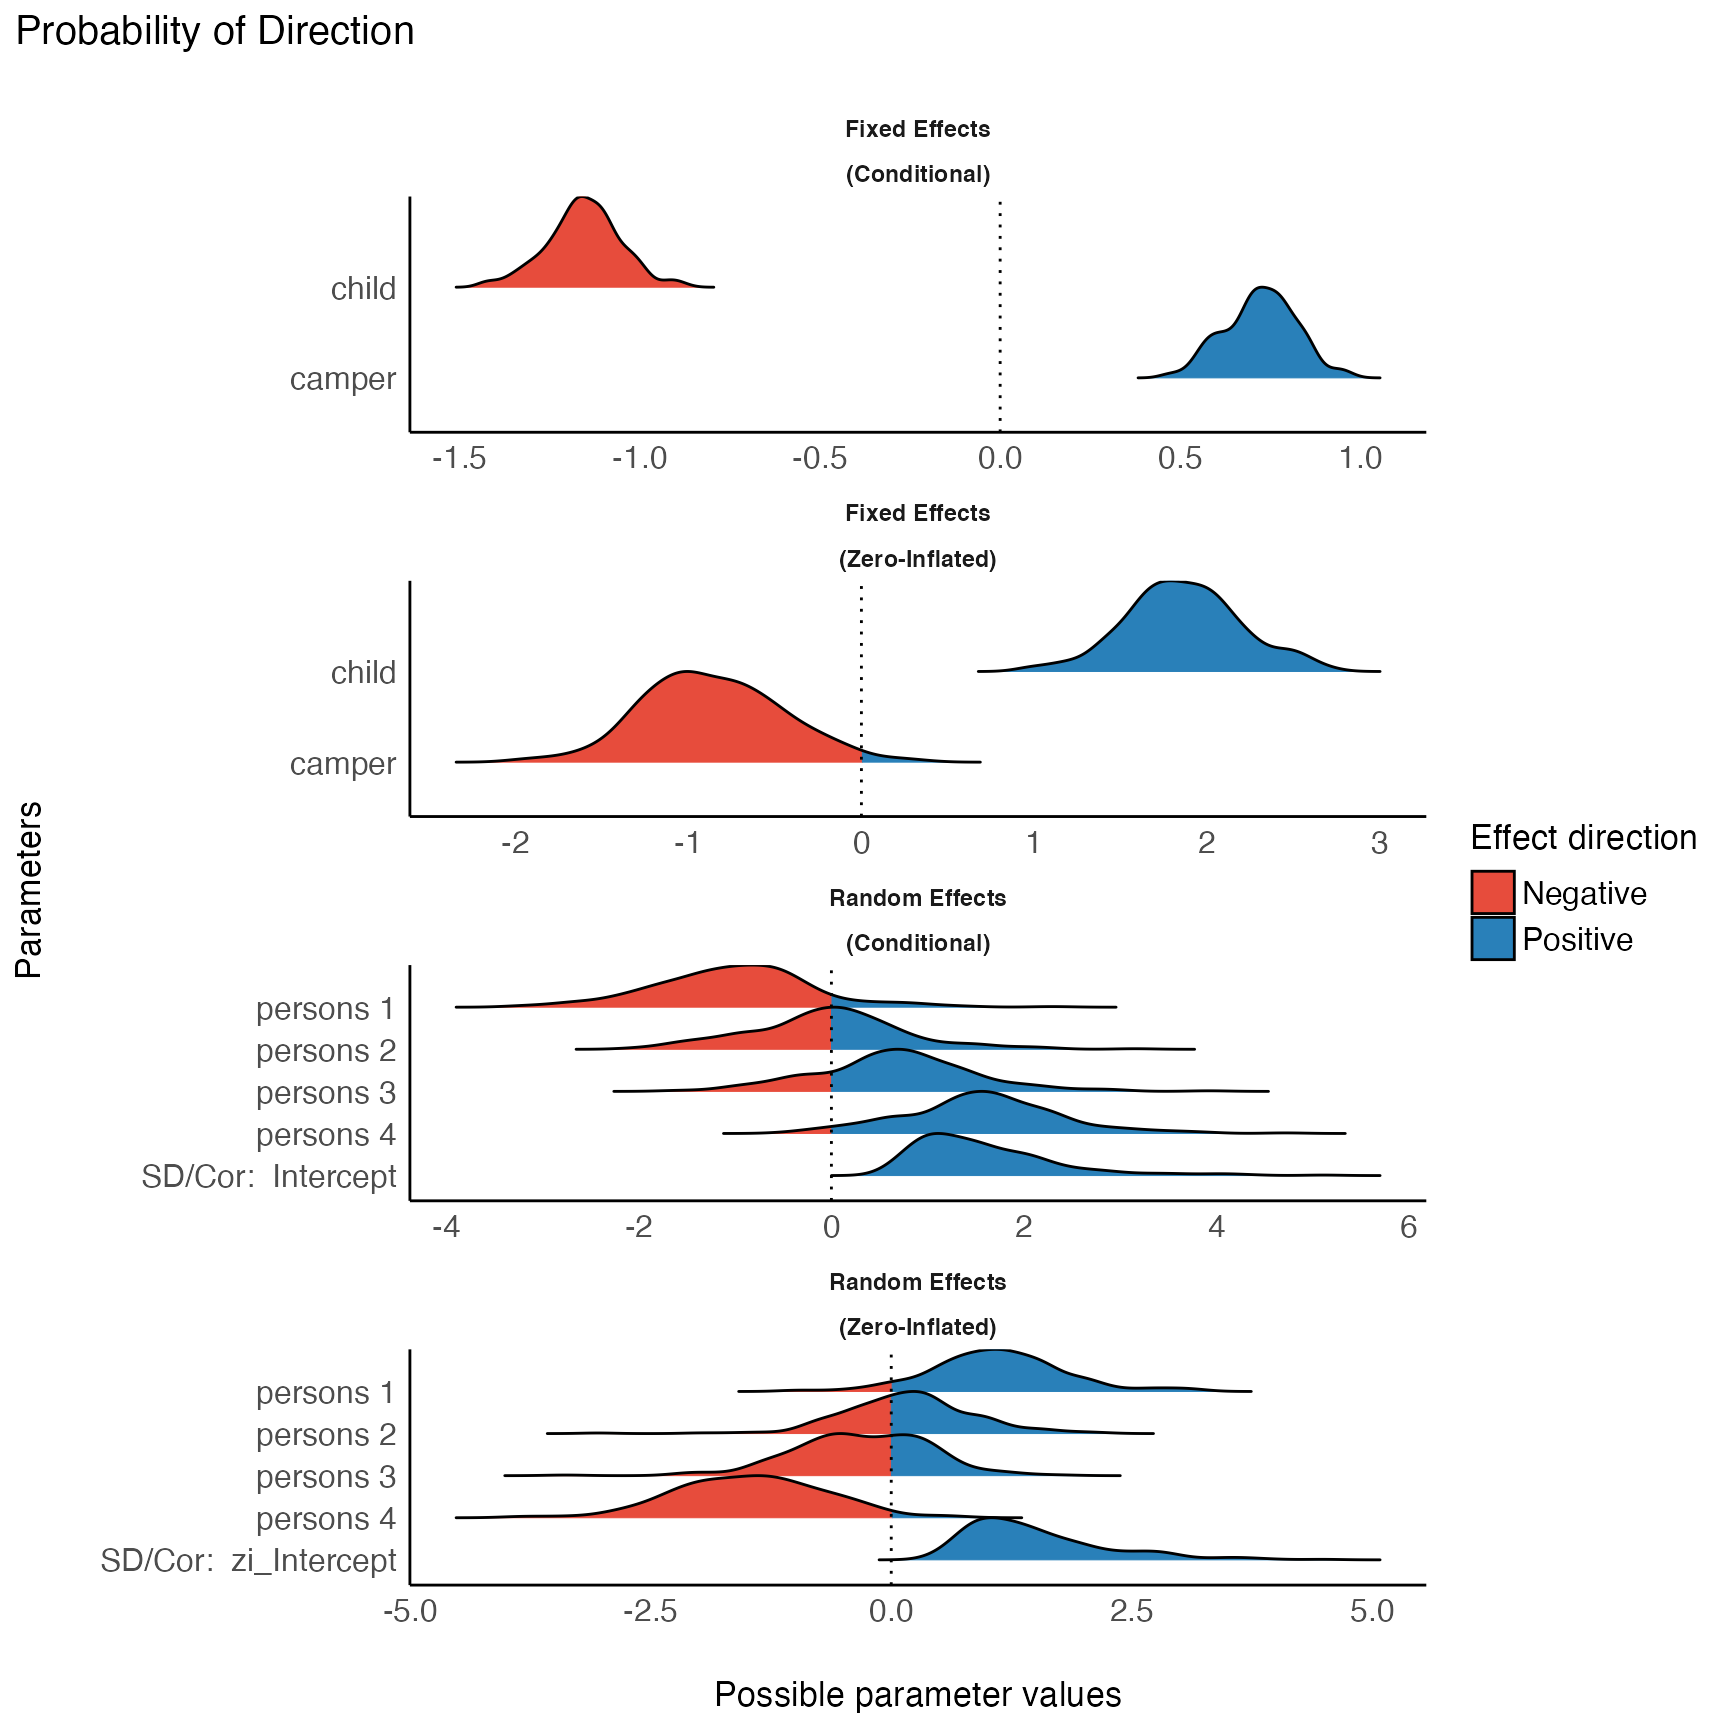 Probability of Direction
Fixed Effects
(Conditional)
child
camper
-1.5 -1.0 -0.5 0.0 0.5 1.0
Fixed Effects
(Zero-Inflated)
child
camper
-2 -1 0 1 2 3
Random Effects
(Conditional)
persons 1
persons 2
persons 3
persons 4
SD/Cor: Intercept
-4 -2 0 2 4 6
Random Effects
(Zero-Inflated)
persons 1
persons 2
persons 3
persons 4
SD/Cor: zi_Intercept
-5.0 -2.5 0.0 2.5 5.0
Possible parameter values
Parameters
Effect direction
Negative
Positive